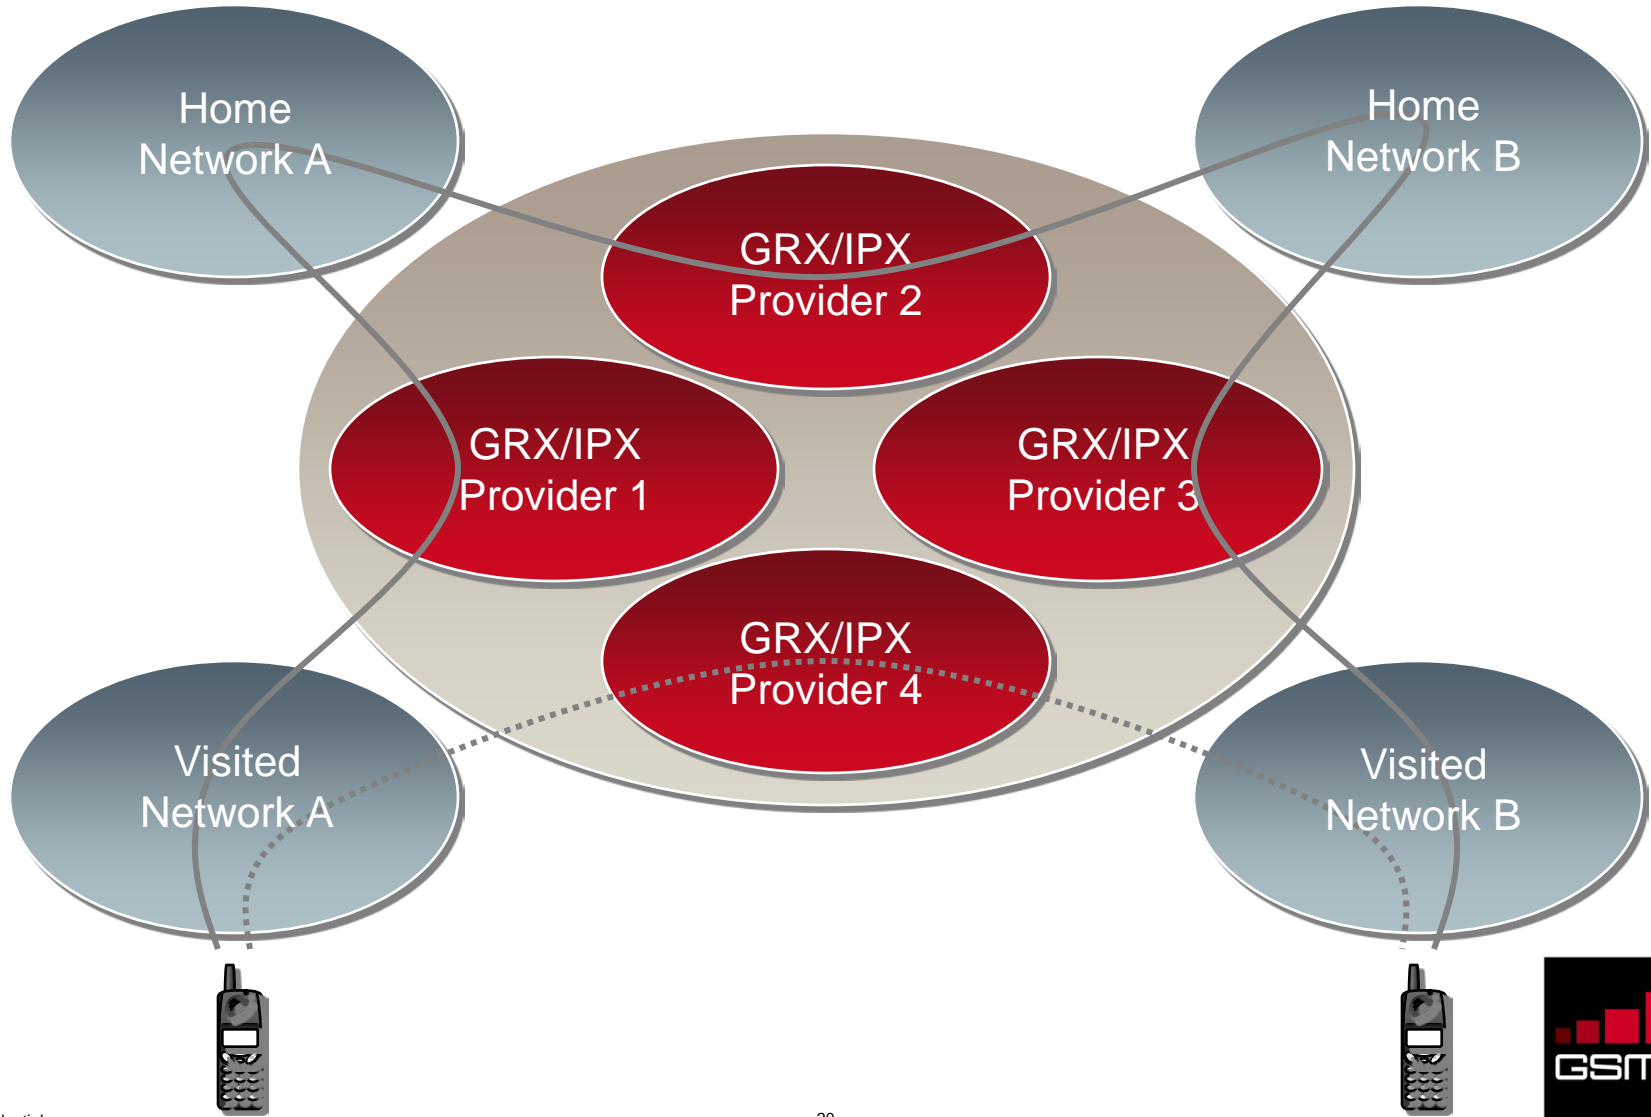 Home
Network A
Home
Network B
GRX/IPX
Provider 2
GRX/IPX
Provider 1
GRX/IPX
Provider 3
GRX/IPX
Provider 4
Visited
Network A
Visited
Network B
GSM